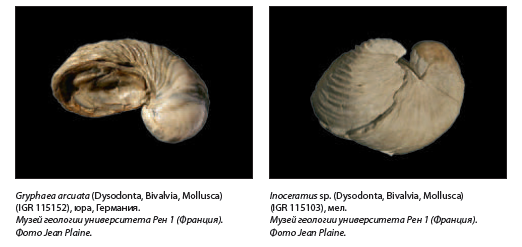 Gryphaea arcuata (Dysodonta, Bivalvia, Mollusca)
(IGR 115152), юра, Германия.
Музей геологии университета Рен 1 (Франция).
Фото Jean Plaine.
Inoceramus sp. (Dysodonta, Bivalvia, Mollusca)
(IGR 115103), мел.
Музей геологии университета Рен 1 (Франция).
Фото Jean Plaine.